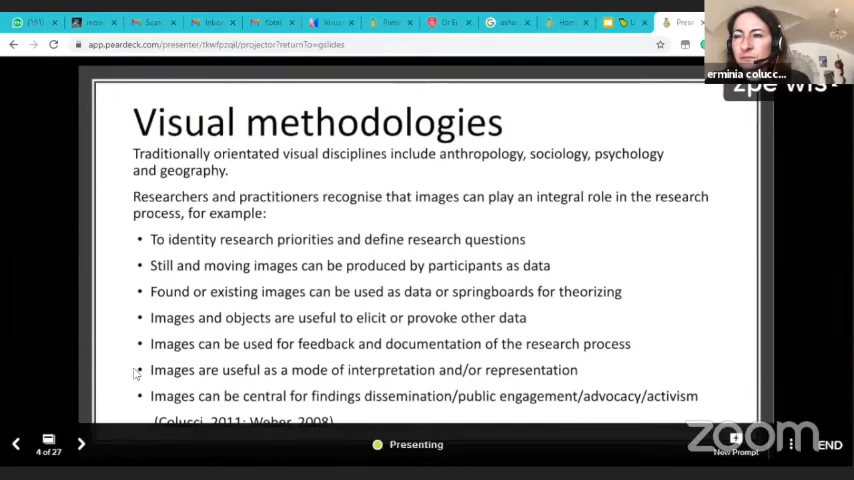 (191)
Inbox
app.peardeck.com/presenter/tkwfpzqil/projector?returnTo=gslides
erminia colucc...
Visual methodologies
Traditionally orientated visual disciplines include anthropology, sociology, psychology
and geography.
Researchers and practitioners recognise that images can play an integral role in the research
process, for example:
• To identity research priorities and define research questions
• Still and moving images can be produced by participants as data
• Found or existing images can be used as data or springboards for theorizing
• Images and objects are useful to elicit or provoke other data
• Images can be used for feedback and documentation of the research process
• Images are useful as a mode of interpretation and/or representation
• Images can be central for findings dissemination/public engagement/advocacy/activism
(Colucci, 2011; Weber, 2008)
4 of 27
Presenting
New Prompt
END
zoom